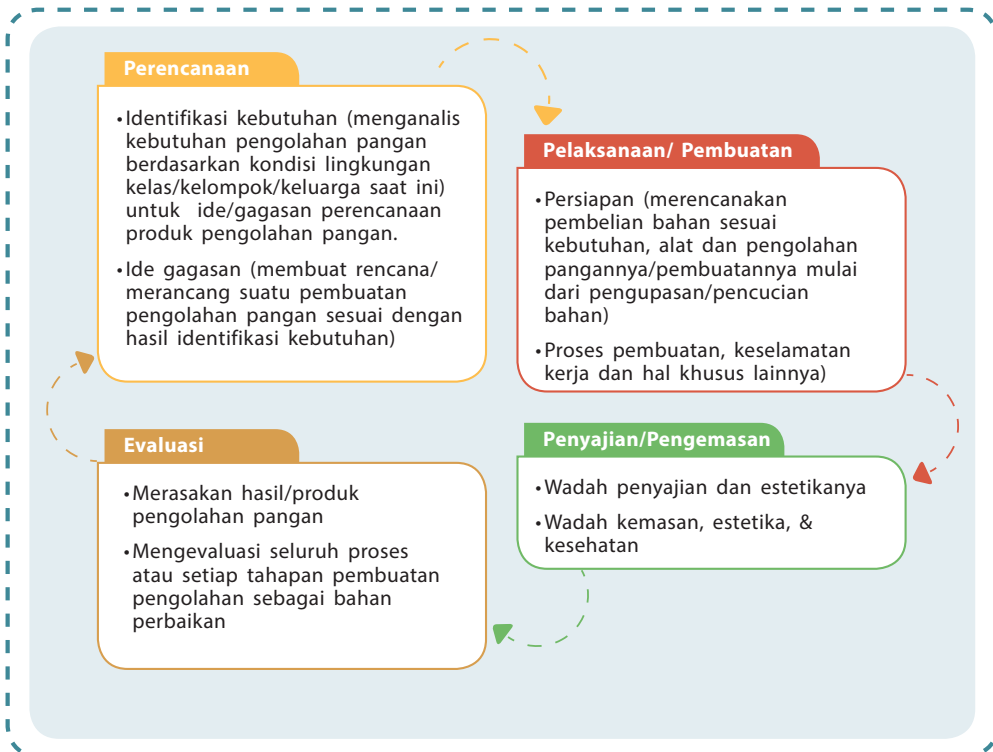 Perencanaan
•Identifikasi kebutuhan (menganalis
kebutuhan pengolahan pangan
berdasarkan kondisi lingkungan
kelas/kelompok/keluarga saat ini)
untuk ide/gagasan perencanaan
produk pengolahan pangan.
•Ide gagasan (membuat rencana/
merancang suatu pembuatan
pengolahan pangan sesuai dengan
hasil identifikasi kebutuhan)
Pelaksanaan/ Pembuatan
•Persiapan (merencanakan
pembelian bahan sesuai
kebutuhan, alat dan pengolahan
pangannya/pembuatannya mulai
dari pengupasan/pencucian
bahan)
•Proses pembuatan, keselamatan
kerja dan hal khusus lainnya)
Penyajian/Pengemasan
•Wadah penyajian dan estetikanya
•Wadah kemasan, estetika, &
kesehatan
Evaluasi
•Merasakan hasil/produk
pengolahan pangan
•Mengevaluasi seluruh proses
atau setiap tahapan pembuatan
pengolahan sebagai bahan
perbaikan